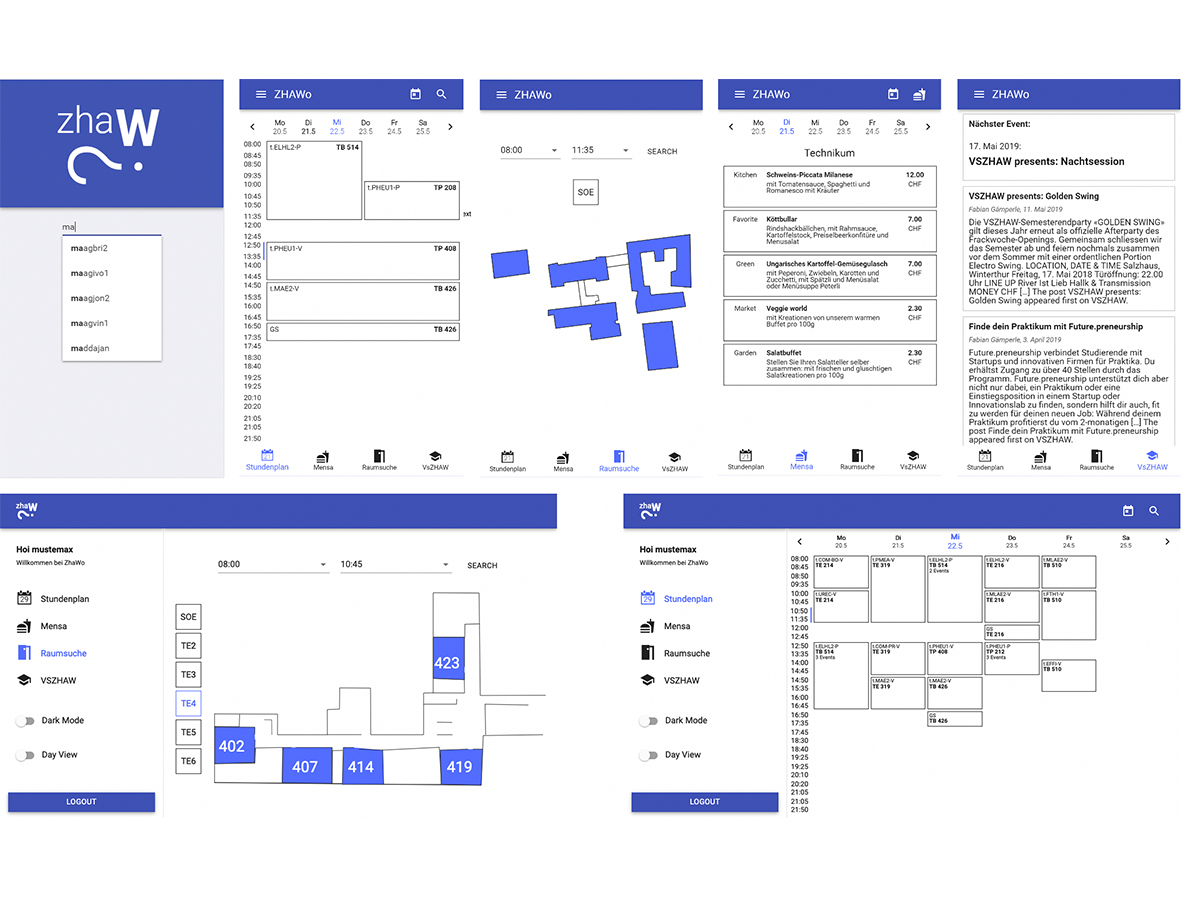 zhaW
ma
maagbri2
maagivo1
maagjon2
maagvin1
maddajan
ZHAWo
Mo Di Mi Do Fr Sa
20.5 21.5 22.5 23.5 24.5 25.5
08:00
08:45
08:50
09:35
10:00
10:45
10:50
11:35
12:00
12:45
12:50
13:35
14:00
14:45
14:50
15:35
16:00
16:45
16:50
17:35
17:45
18:30
18:40
19:25
19:25
20:10
20:20
21:05
21:05
21:50
t.ELHL2-P TB 514
t.PHEU1-P TP 208
ext
t.PHEU1-V TP 408
t.MAE2-V TB 426
GS TB 426
Stundenplan Mensa Raumsuche VsZHAW
ZHAWo
08:00 11:35 SEARCH
SOE
Stundenplan Mensa Raumsuche VsZHAW
ZHAWo
Mo Di Mi Do Fr Sa
20.5 21.5 22.5 23.5 24.5 25.5
Technikum
Kitchen Schweins-Piccata Milanese 12.00
mit Tomatensauce, Spaghetti und CHF
Romanesco mit Kräuter
Favorite Köttbullar 7.00
Rindshackbällchen, mit Rahmsauce, CHF
Kartoffelstock, Preiselbeerkonfitüre und
Menusalat
Green Ungarisches Kartoffel-Gemüsegulasch 7.00
mit Peperoni, Zwiebeln, Karotten und CHF
Zucchetti, mit Spätzli und Menüsalat
oder Menüsuppe Peterli
Market Veggie world 2.30
mit Kreationen von unserem warmen CHF
Buffet pro 100g
Garden Salatbuffet 2.30
Stellen Sie Ihren Salatteller selber CHF
zusammen: mit frischen und gluschtigen
Salatkreationen pro 100g
Stundenplan Mensa Raumsuche VsZHAW
ZHAWo
Nächster Event:
17. Mai 2019:
VSZHAW presents: Nachtsession
VSZHAW presents: Golden Swing
Fabian Gämperle, 11. Mai 2019
Die VSZHAW-Semesterendparty «GOLDEN SWING»
gilt dieses Jahr erneut als offizielle Afterparty des
Frackwoche-Openings. Gemeinsam schliessen wir
das Semester ab und feiern nochmals zusammen
vor dem Sommer mit einer ordentlichen Portion
Electro Swing. LOCATION, DATE & TIME Salzhaus,
Winterthur Freitag, 17. Mai 2018 Türöffnung: 22.00
Uhr LINE UP River Ist Lieb Hallk & Transmission
MONEY CHF [...] The post VSZHAW presents:
Golden Swing appeared first on VSZHAW.
Finde dein Praktikum mit Future.preneurship
Fabian Gämperle, 3. April 2019
Future.preneurship verbindet Studierende mit
Startups und innovativen Firmen für Praktika. Du
erhältst Zugang zu über 40 Stellen durch das
Programm. Future.preneurship unterstützt dich aber
nicht nur dabei, ein Praktikum oder eine
Einstiegsposition in einem Startup oder
Innovationslab zu finden, sondern hilft dir auch, fit
zu werden für deinen neuen Job: Während deinem
Praktikum profitierst du vom 2-monatigen [...] The
post Finde dein Praktikum mit Future.preneurship
appeared first on VSZHAW.
Stundenplan Mensa Raumsuche VsZHAW
zhaW
Hoi mustemax
Willkommen bei ZhaWo
29 Stundenplan
Mensa
Raumsuche
VSZHAW
Dark Mode
Day View
LOGOUT
08:00 10:45 SEARCH
SOE
TE2
TE3
TE4
TE5
TE6
423
402
407
414
419
zhaW
Hoi mustemax
Willkommen bei ZhaWo
29 Stundenplan
Mensa
Raumsuche
VSZHAW
Dark Mode
Day View
LOGOUT
Mo Di Mi Do Fr Sa
20.5 21.5 22.5 23.5 24.5 25.5
08:00
08:45
08:50
09:35
10:00
10:45
10:50
11:35
12:00
12:45
12:50
13:35
14:00
14:45
14:50
15:35
16:00
16:45
16:50
17:35
17:45
18:30
18:40
19:25
19:25
20:10
20:20
21:05
21:05
21:50
t.COM-BO-V
TE 214
t.UREC-V
TE 214
t.ELHL2-P
TB 514
3 Events
t.PMEA-V
TE 319
t.COM-PR-V
TE 319
t.MAE2-V
TE 319
t.ELHL2-P
TB 514
2 Events
t.PHEU1-V
TP 408
t.MAE2-V
TB 426
GS
TB 426
t.ELHL2-V
TE 216
t.MLAE2-V
TE 216
GS
TE 216
t.PHEU1-P
TP 212
3 Events
t.MLAE2-V
TB 510
t.FTH1-V
TB 510
t.EFFI-V
TB 510